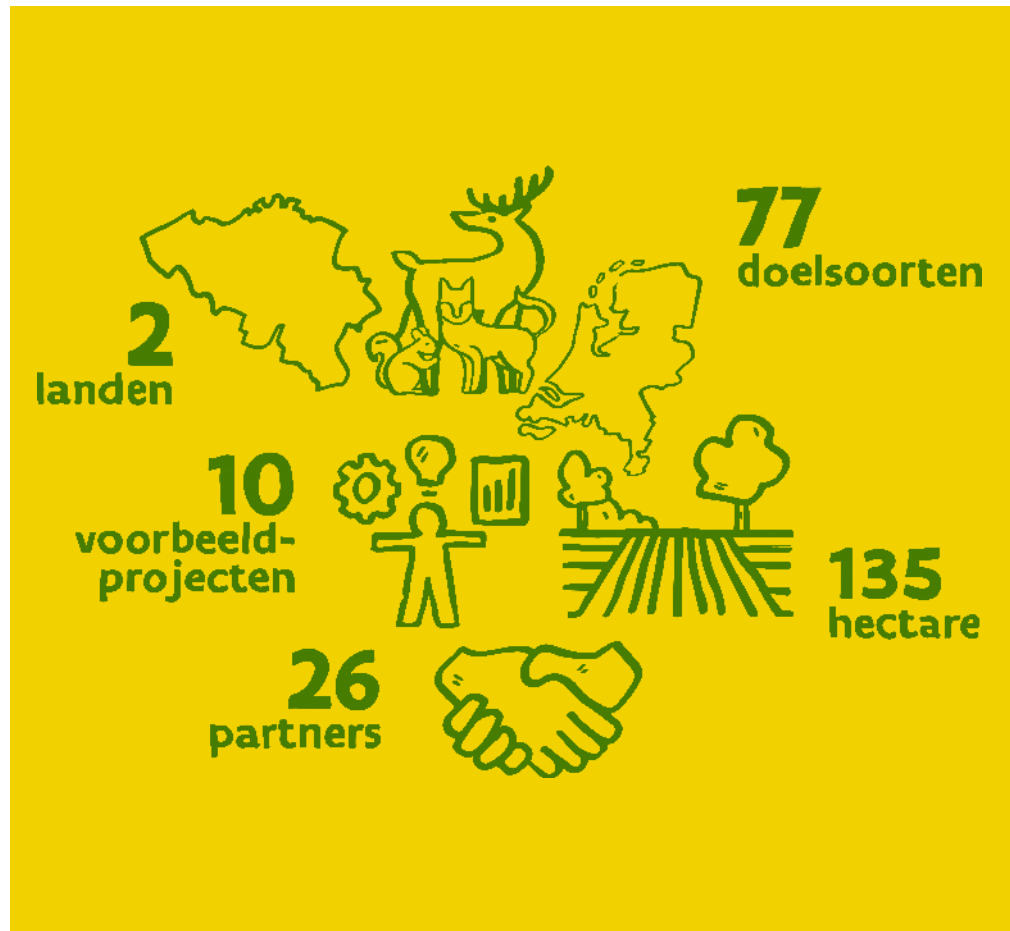 77
doelsoorten
2
landen
10
voorbeeld-
projecten
135
hectare
26
partners